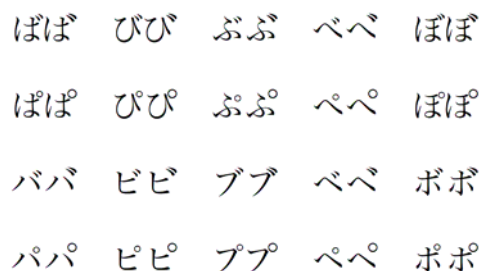 ばば びび ぶぶ べべ ぼぼ
ぱぱ ぴぴ ぷぷ ぺぺ ぽぽ
ババ ビビ ブブ ベベ ボボ
パパ ピピ ププ ペペ ポポ